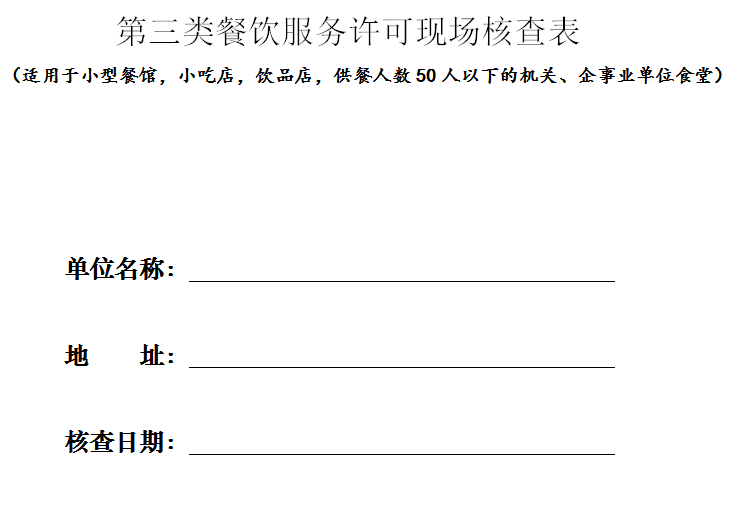 第三类餐饮服务许可现场核查表
（适用于小型餐馆，小吃店，饮品店，供餐人数50人以下的机关、企事业单位食堂）
单位名称：
地　　址：
核查日期：